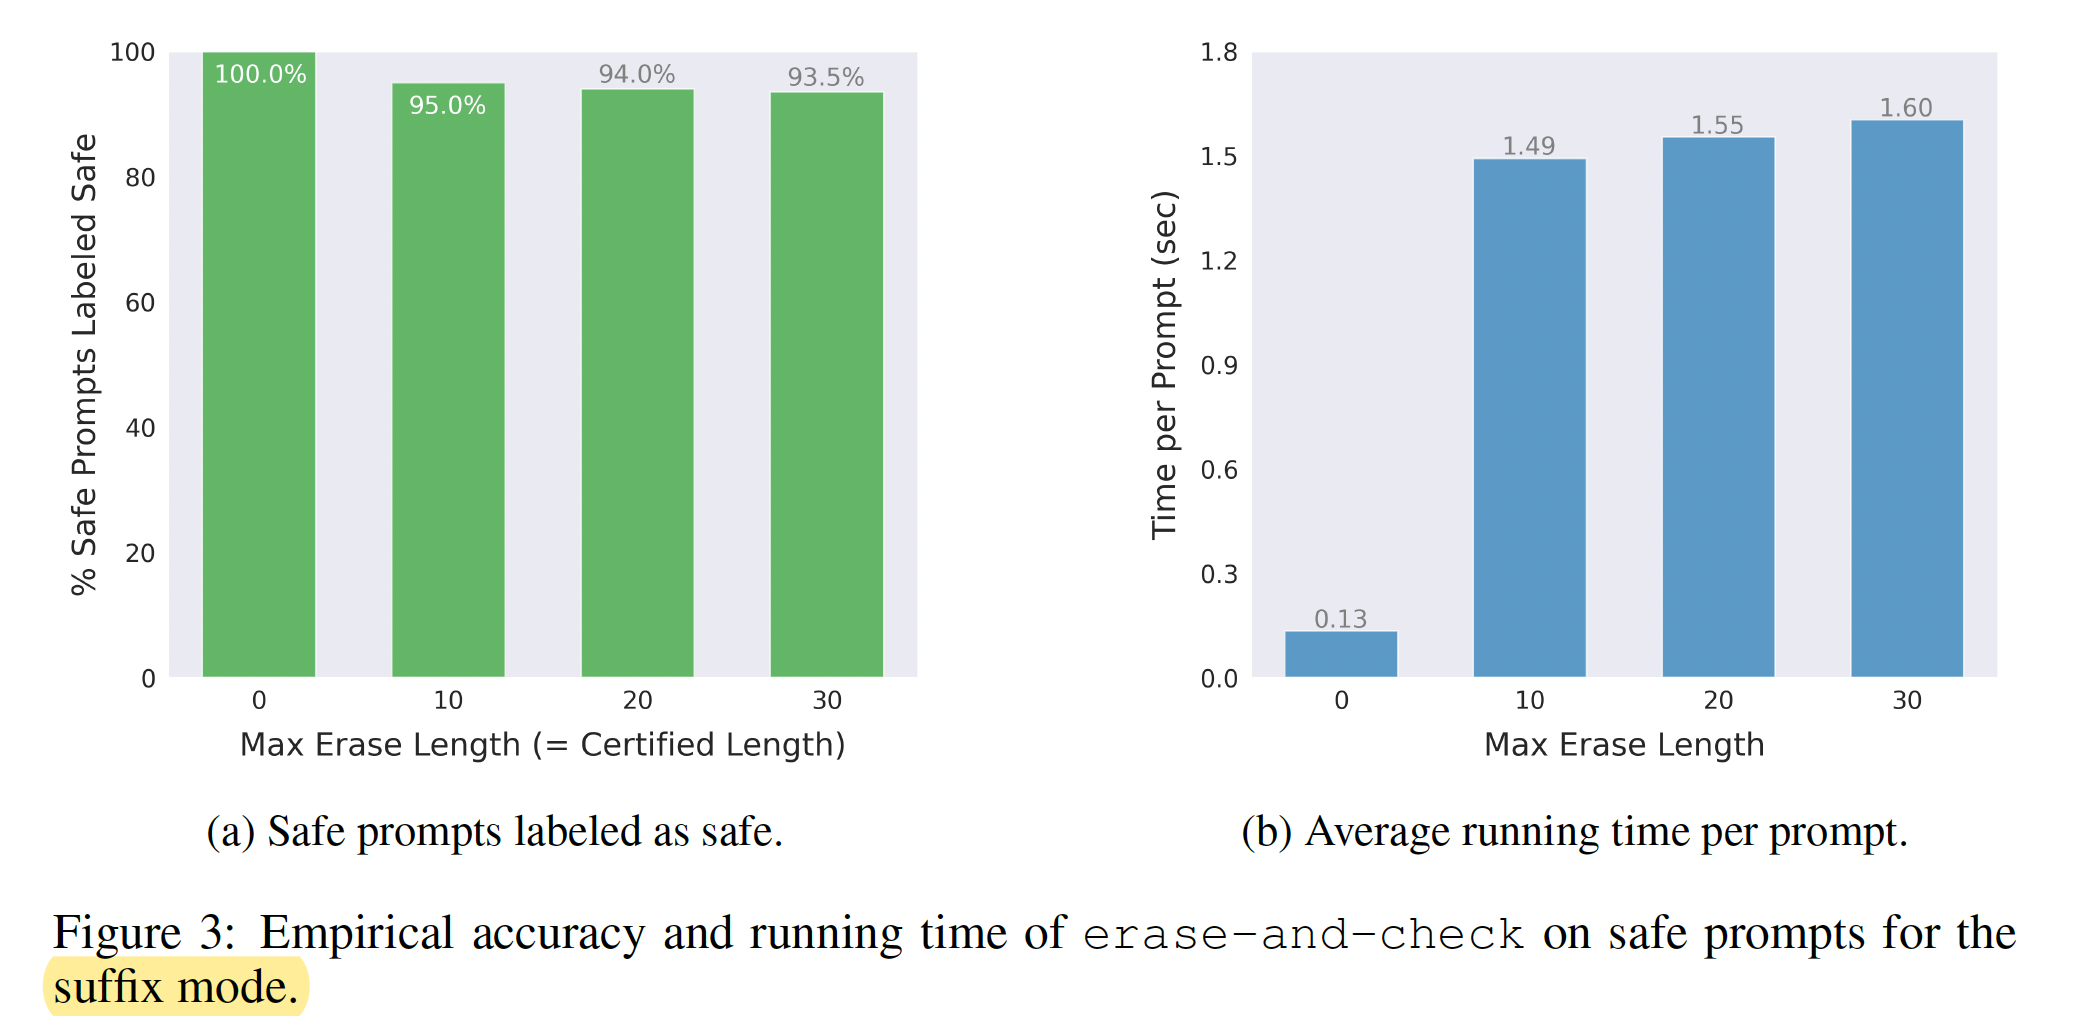 100
80
60
40
20
0
% Safe Prompts Labeled Safe
100.0%
95.0%
94.0%
93.5%
0 10 20 30
Max Erase Length (= Certified Length)
(a) Safe prompts labeled as safe.
1.8
1.5
1.2
0.9
0.6
0.3
0.0
Time per Prompt (sec)
0.13
1.49
1.55
1.60
0 10 20 30
Max Erase Length
(b) Average running time per prompt.
Figure 3: Empirical accuracy and running time of erase-and-check on safe prompts for the
suffix mode.